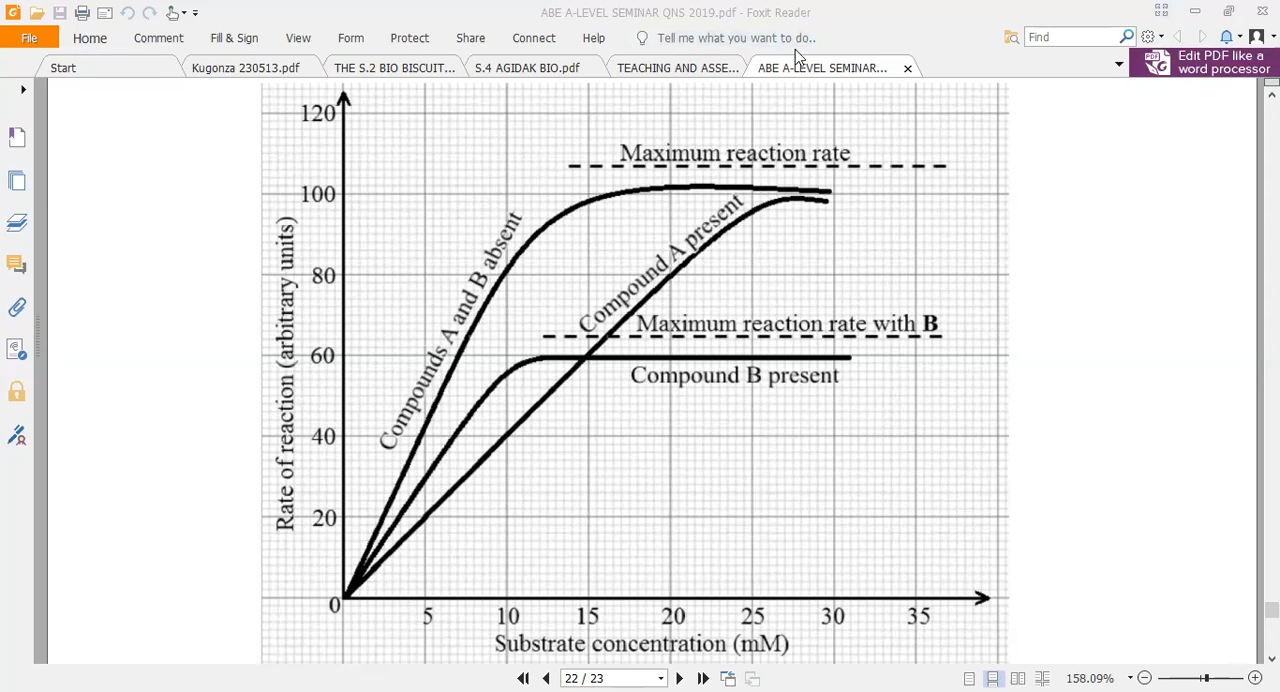 ABE A-LEVEL SEMINAR QNS 2019.pdf - Foxit Reader
File Home Comment Fill & Sign View Form Protect Share Connect Help Tell me what you want to do.. Find
Start Kugonza 230513.pdf THE S.2 BIO BISCUIT... .4 AGIDAK BIO.pdf TEACHING AND ASSE... ABE A-LEVEL SEMINAR...
Edit PDF like a
word processor
120
100
80
60
40
20
0
Rate of reaction (arbitrary units)
Maximum reaction rate
Compounds A and B absent
Compound A present
Maximum reaction rate with B
Compound B present
5 10 15 20 25 30 35
Substrate concentration (mM)
22 / 23
158.09%